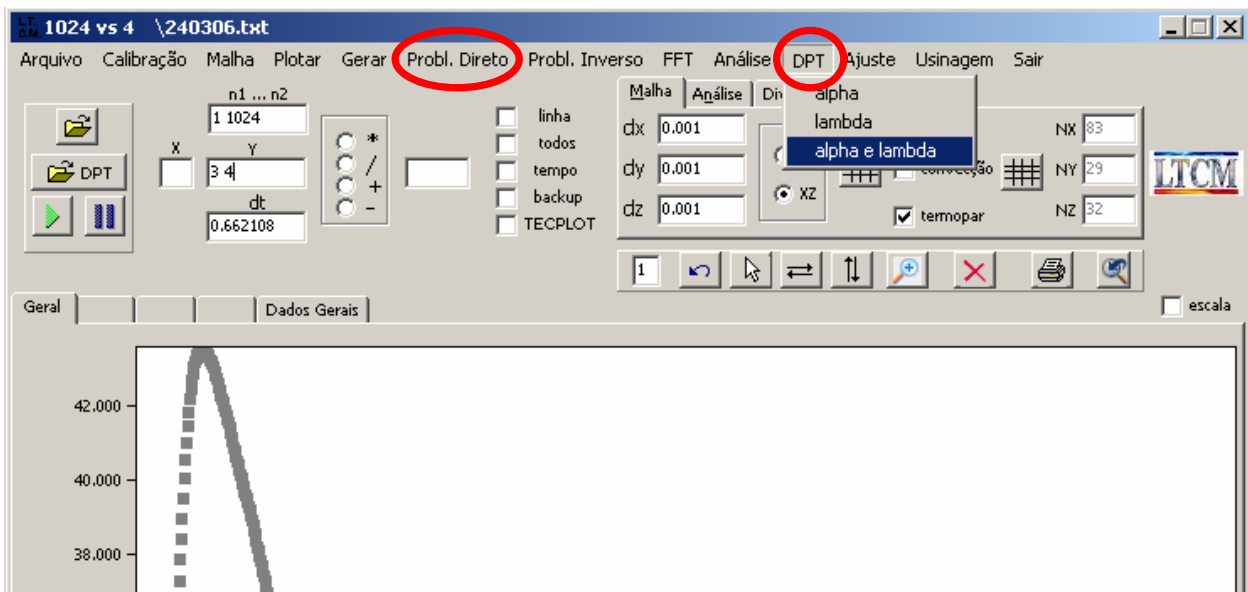 L.T. C.M. 1024 vs 4 \240306.txt
Arquivo Calibração Malha Plotar Gerar Probl. Direto Probl. Inverso FFT Análise DPT Ajuste Usinagem Sair
n1 ... n2
1 1024
X Y
DPT
3 4
dt
0.662108
*
/
+
-
linha
todos
tempo
backup
TECPLOT
Malha Análise
dx 0.001
dy 0.001
dz 0.001
XZ
alpha
lambda
alpha e lambda
termopar
NX 83
NY 29
NZ 32
LTCM
1
Geral Dados Gerais
escala
42.000
40.000
38.000